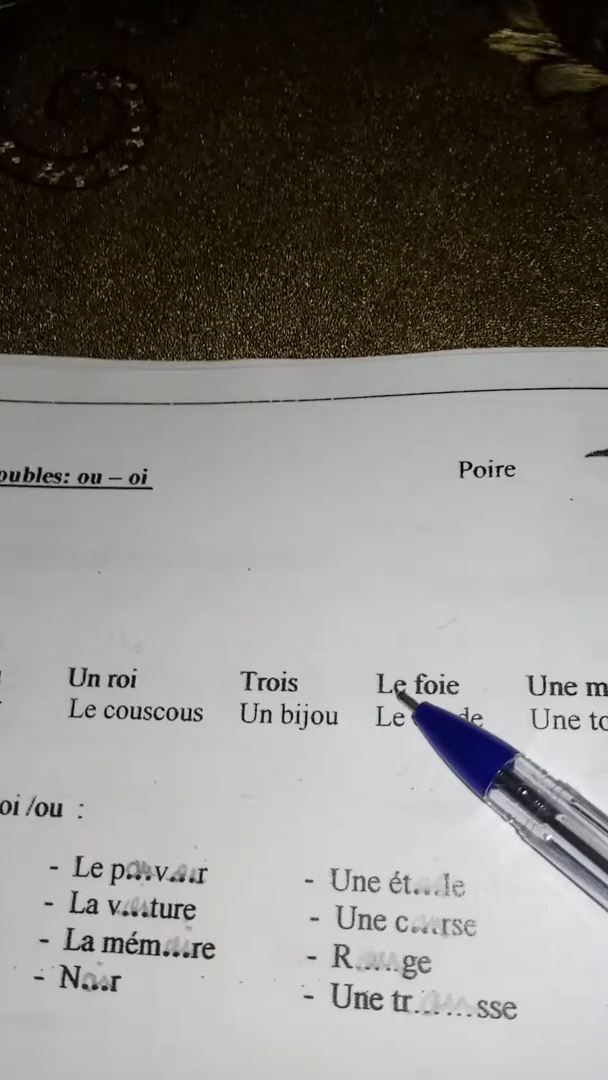 oubles: ou – oi
Poire
Un roi Trois Le foie Une m
Le couscous Un bijou Le de Une to
oi /ou :
- Le p...v...r
- La v...ture
- La mém...re
- N...r
- Une ét...le
- Une c...rse
- R.....ge
- Une tr......sse